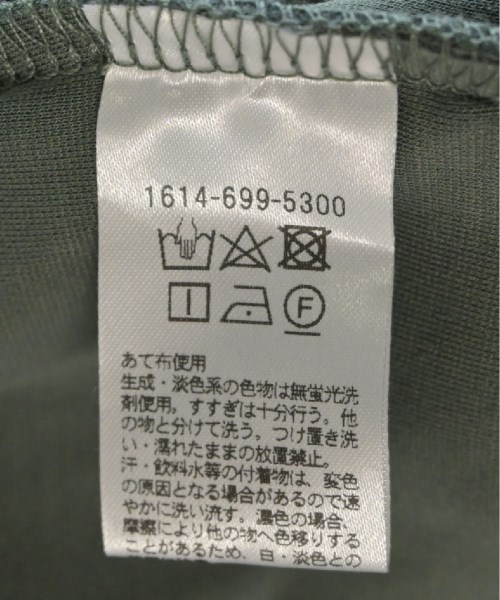 1614-699-5300
F
あて布使用
生成・淡色系の色物は無蛍光洗
剤使用，すすぎは十分行う。他
の物と分けて洗う。つけ置き洗
い・濡れたままの放置禁止。
汗・飲料水等の付着物は、変色
の原因となる場合があるので速
やかに洗い流す。濃色の場合、
摩擦により他の物へ色移りする
ことがあるため、白・淡色との